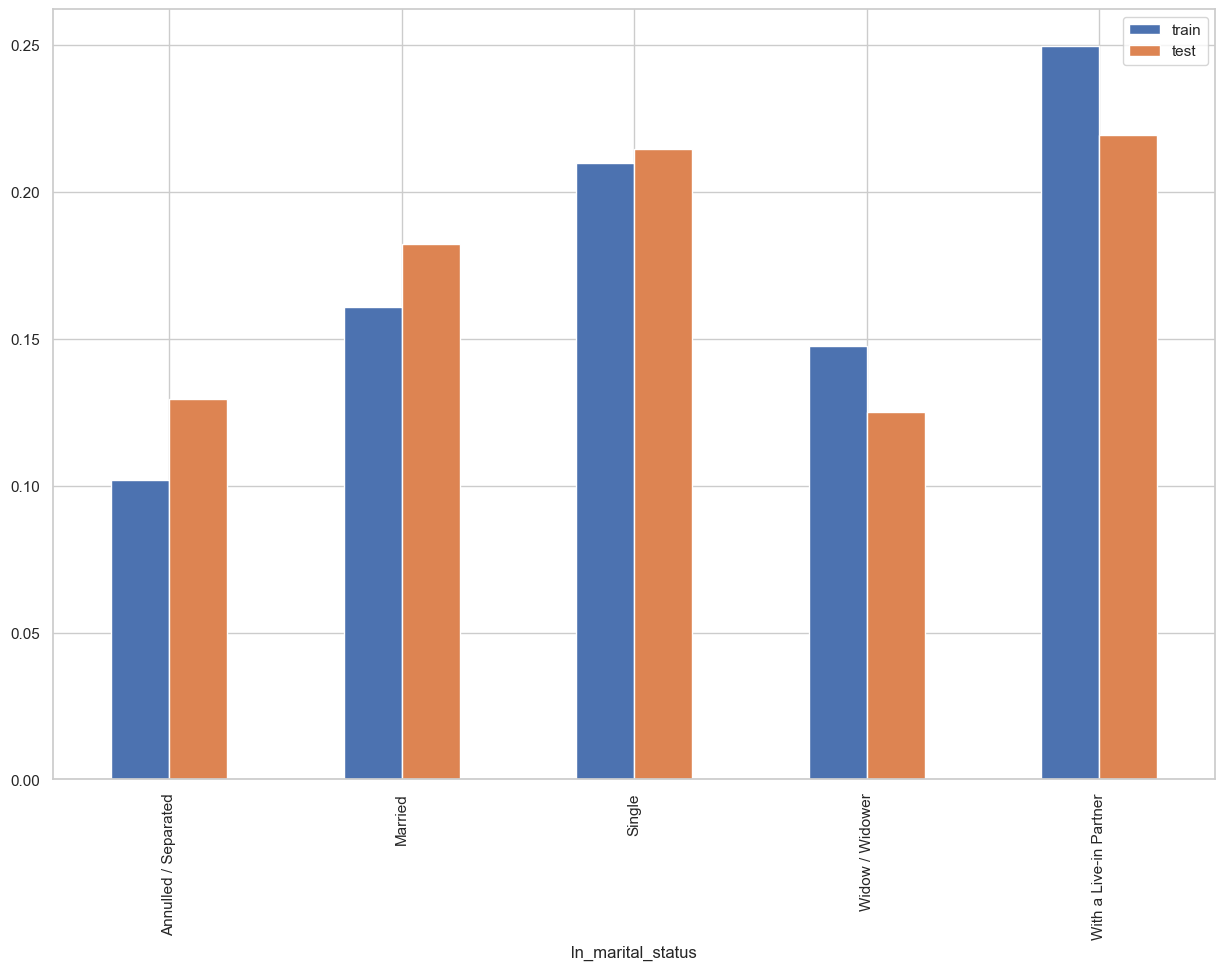 train
test
0.25
0.20
0.15
0.10
0.05
0.00
Annulled / Separated
Married
Single
Widow / Widower
With a Live-in Partner
ln_marital_status